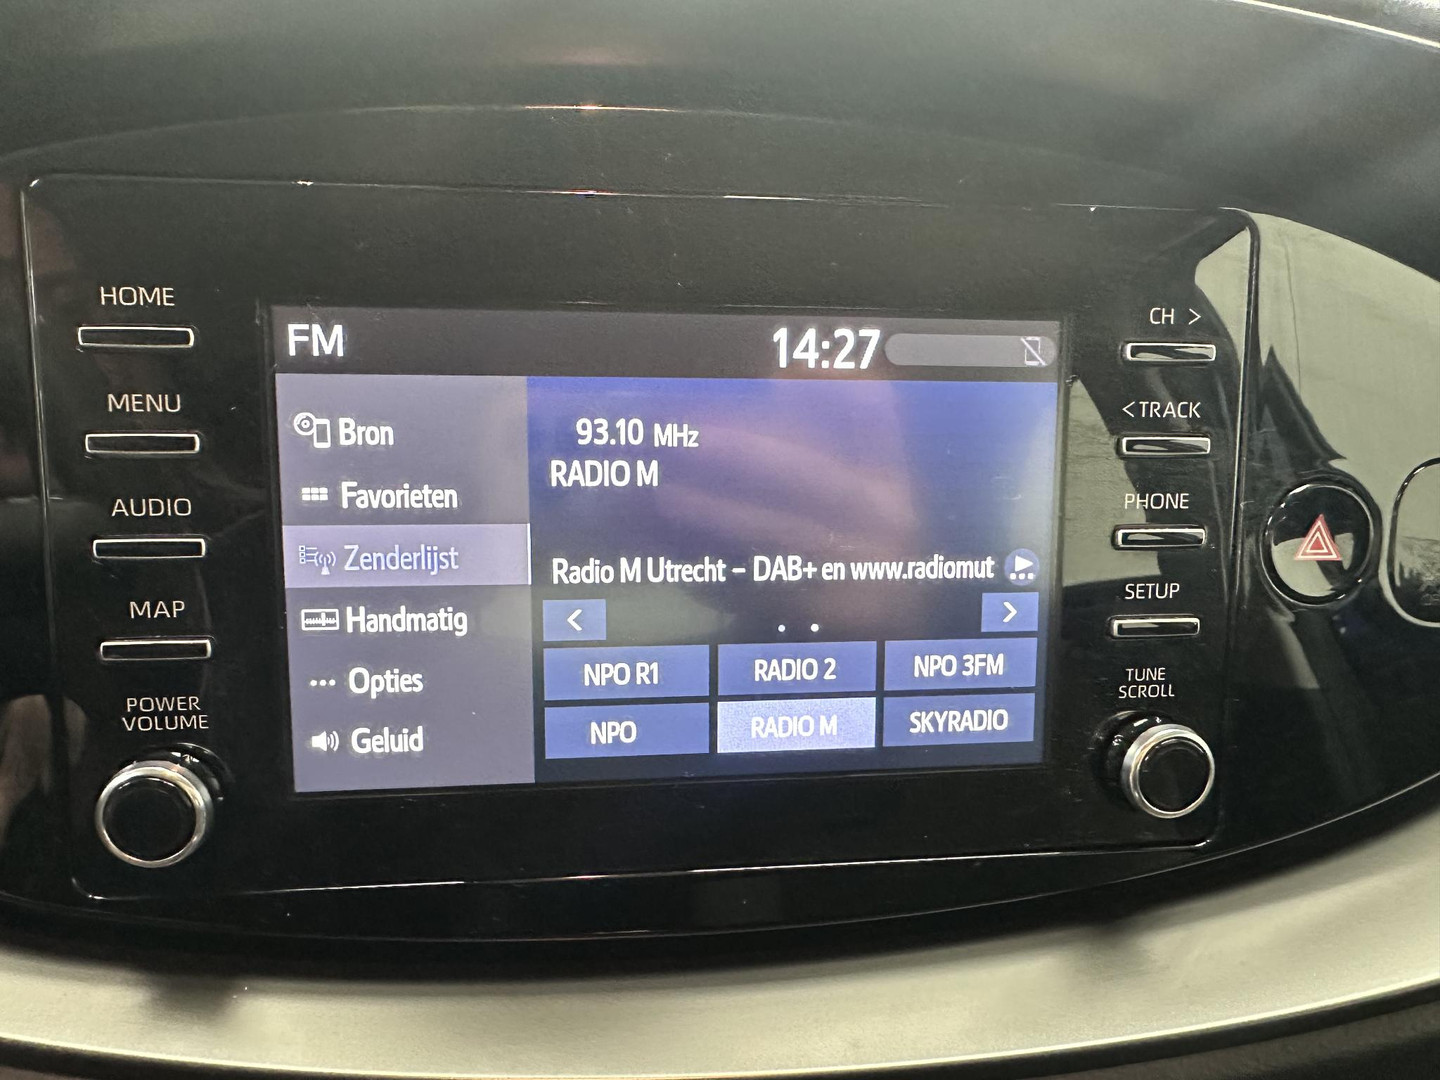 HOME
MENU
AUDIO
MAP
POWER
VOLUME
FM
14:27
Bron
Favorieten
Zenderlijst
Handmatig
Opties
Geluid
93.10 MHz
RADIO M
Radio M Utrecht - DAB+ en www.radiomut
<
>
NPO R1 RADIO 2 NPO 3FM
NPO RADIO M SKYRADIO
CH >
< TRACK
PHONE
SETUP
TUNE
SCROLL